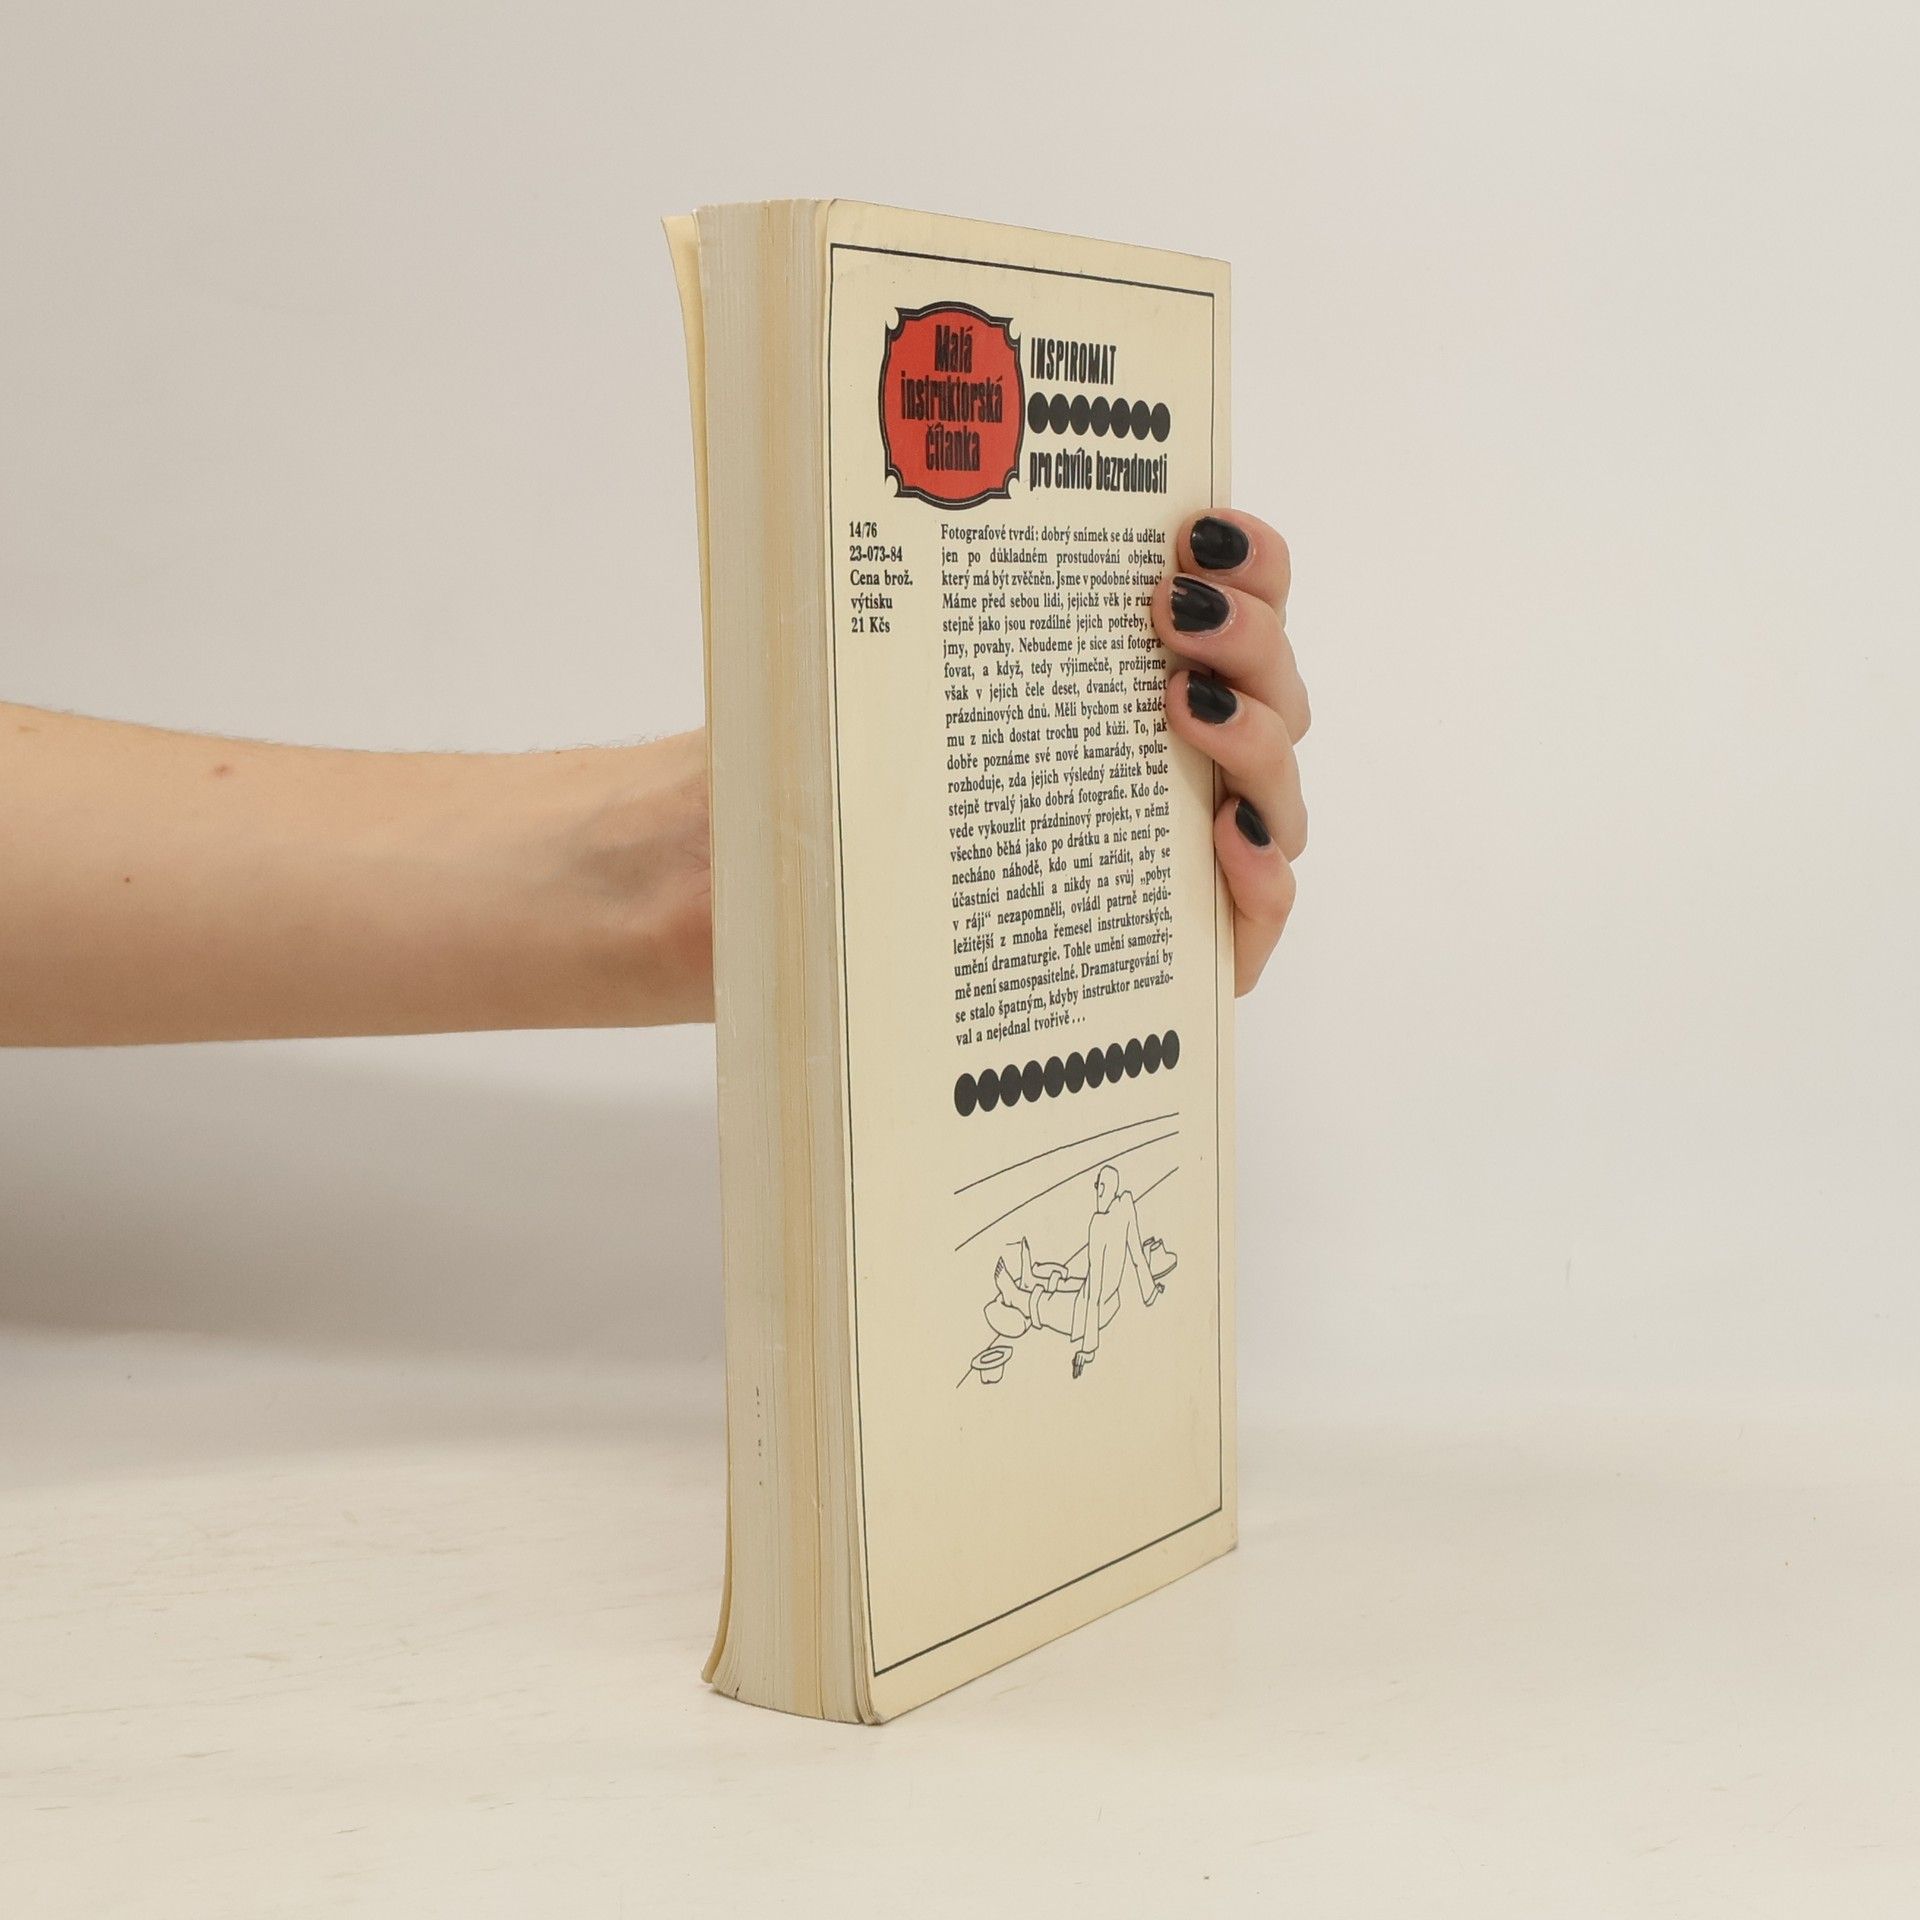 Malá
instruktorská
čítanka
INSPIROMAT
pro chvíle bezradnosti
14/76
23-073-84
Cena brož.
výtisku
21 Kčs
Fotografové tvrdí: dobrý snímek se dá udělat
jen po důkladném prostudování objektu,
který má být zvěčněn. Jsme v podobné situaci.
Máme před sebou lidi, jejichž věk je
stejně jako jsou rozdílné jejich potřeby,
jmy, povahy. Nebudeme je sice asi fotogra-
fovat, a když, tedy výjimečně, prožijeme
však v jejich čele deset, dvanáct, čtrnáct
prázdninových dnů. Měli bychom se každé-
mu z nich dostat trochu pod kůži. To, jak
dobře poznáme své nové kamarády, spolu-
rozhoduje, zda jejich výsledný zážitek bude
stejně trvalý jako dobrá fotografie. Kdo do-
vede vykouzlit prázdninový projekt, v němž
všechno běhá jako po drátku a nic není po-
necháno náhodě, kdo umí zařídit, aby se
účastníci nadchli a nikdy na svůj „pobyt
v ráji“ nezapomněli, ovládl patrně nejdů-
ležitější z mnoha řemesel instruktorských,
umění dramaturgie. Tohle umění samozřej-
mě není samospasitelné. Dramaturgování by
se stalo špatným, kdyby instruktor neuvažo-
val a nejednal tvořivě...